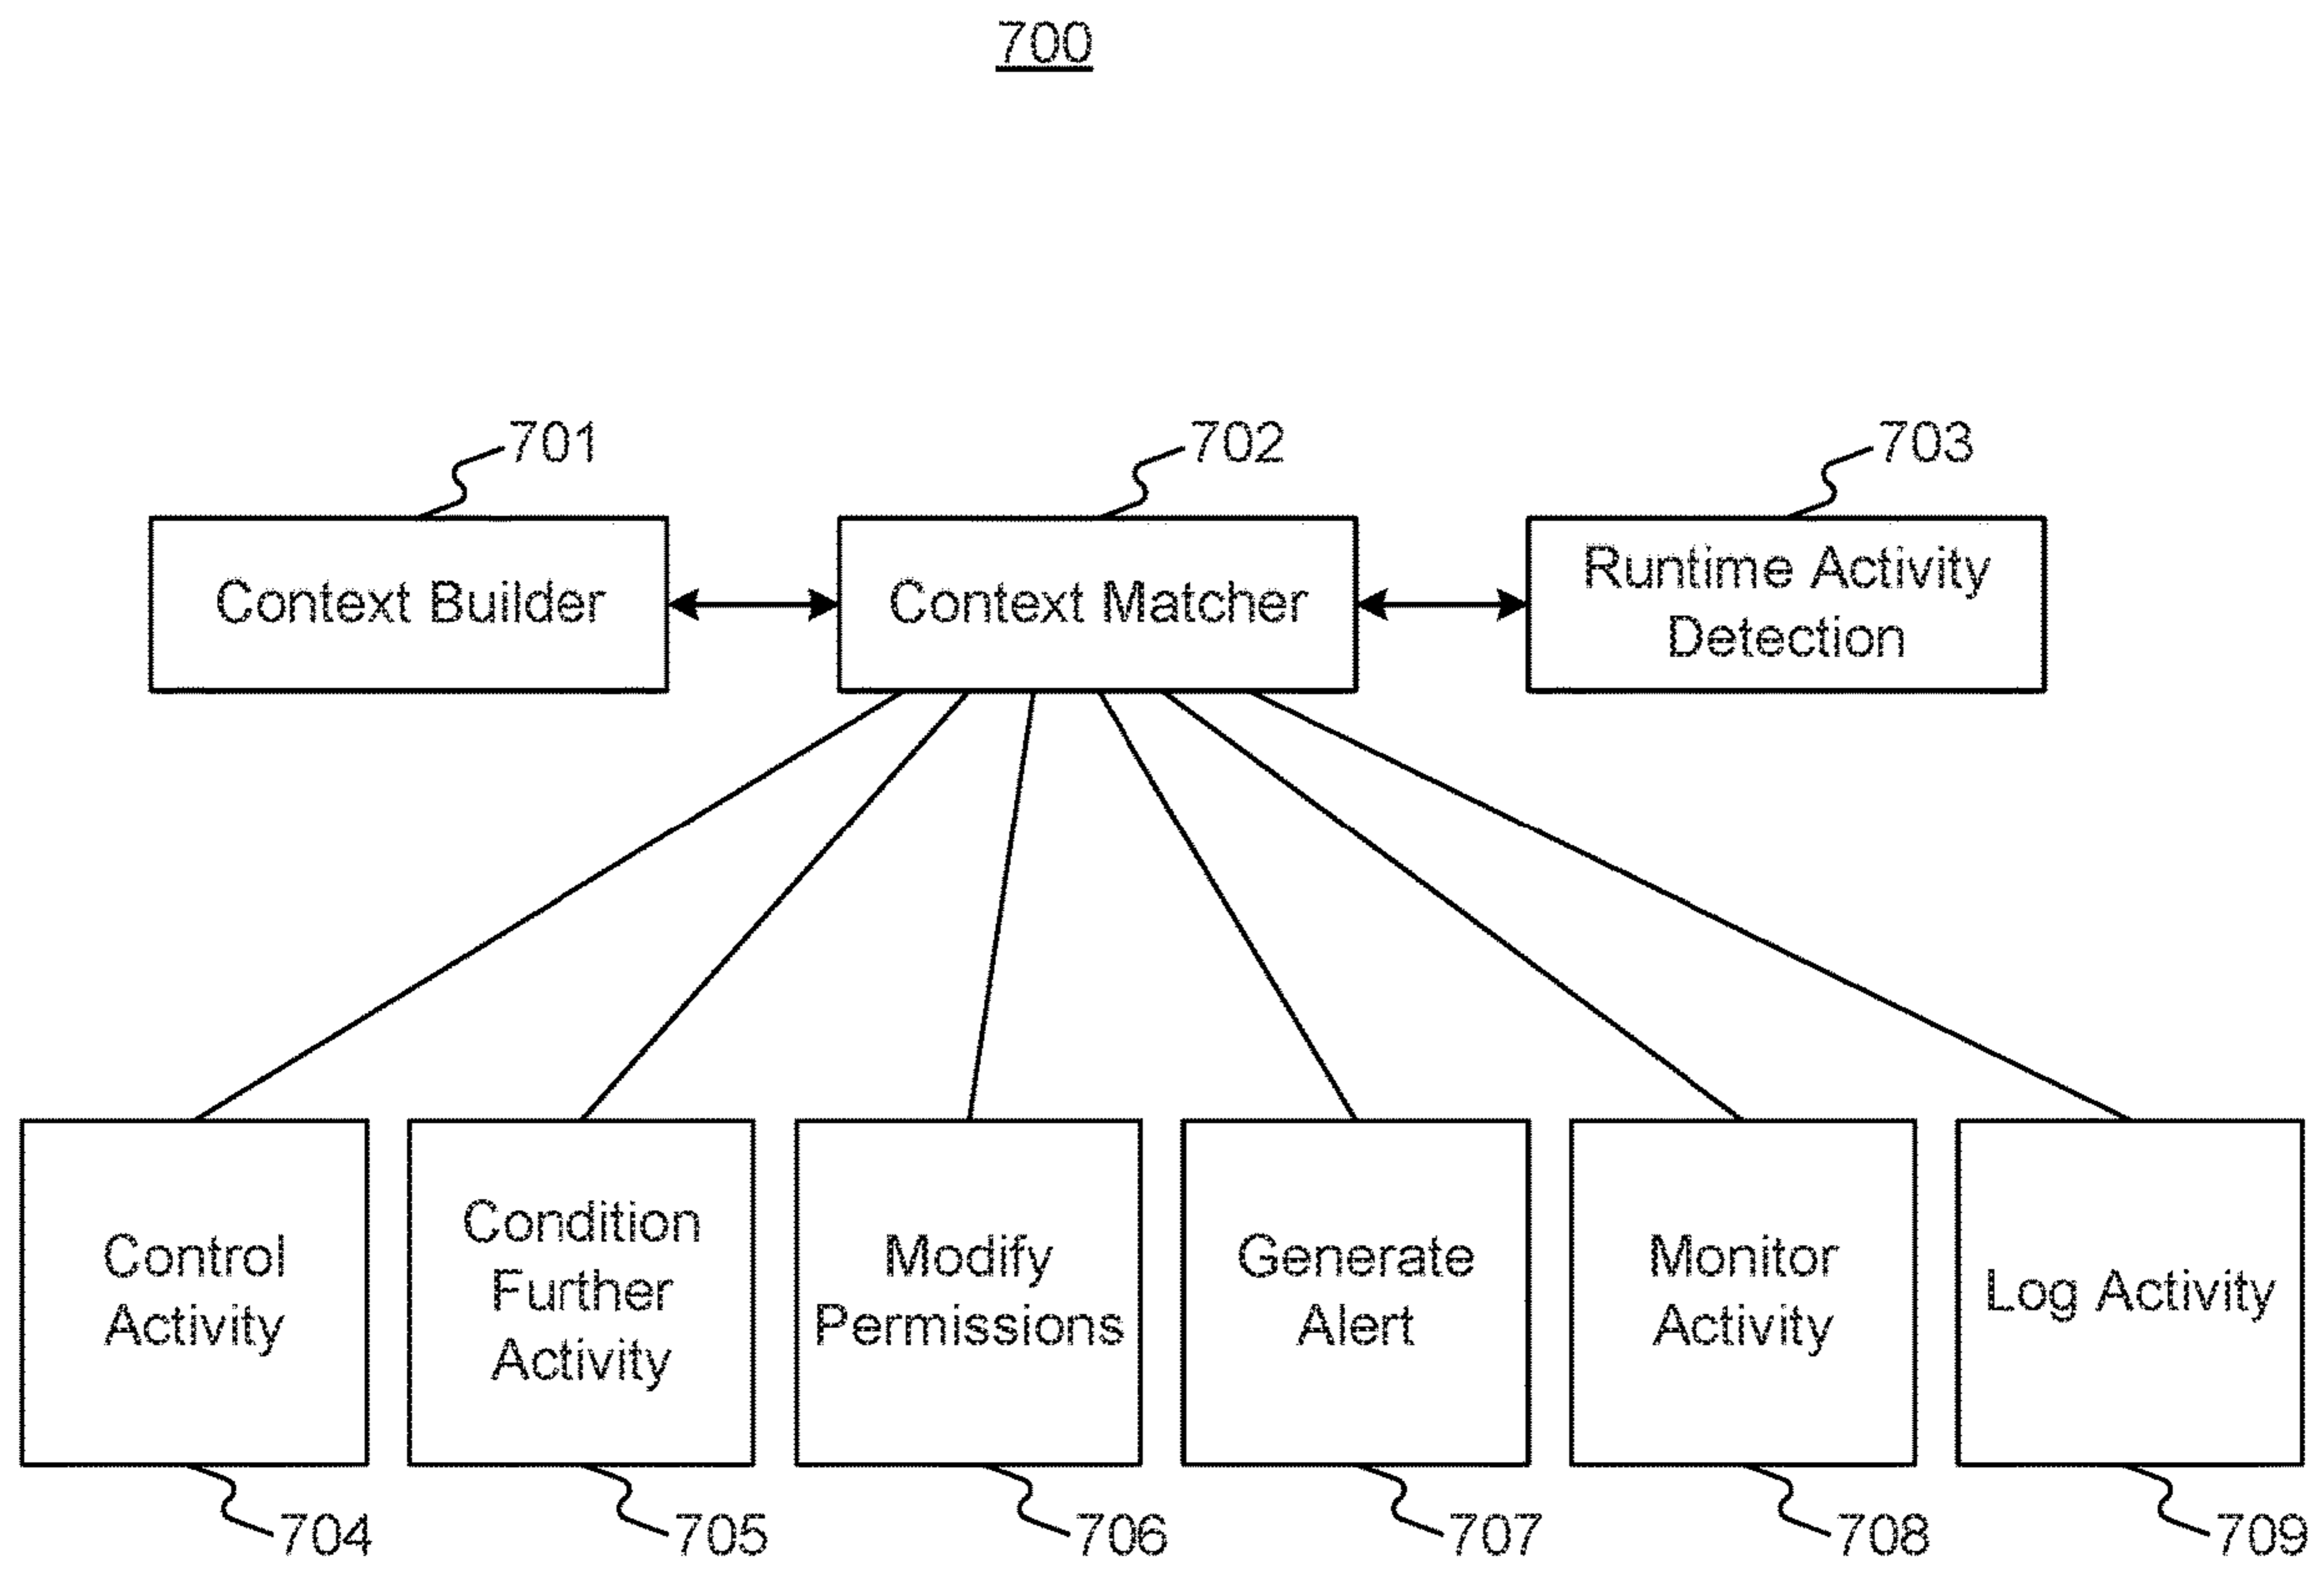 700
701
702
703
Context Builder
Context Matcher
Runtime Activity
Detection
Control
Activity
Condition
Further
Activity
Modify
Permissions
Generate
Alert
Monitor
Activity
Log Activity
704
705
706
707
708
709